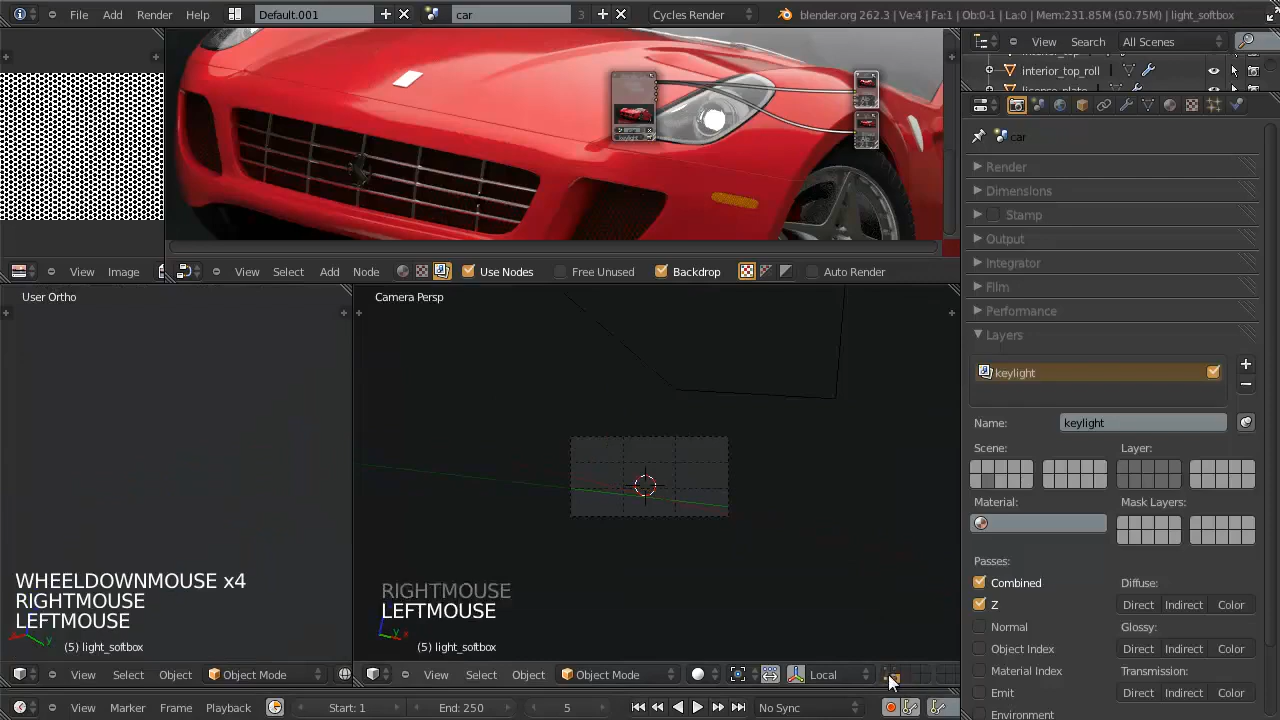 File Add Render Help Default.001 car 3 Cycles Render blender.org 262.3 | Ve:4 | Fa:1 | Ob:0-1 | La:0 | Mem:231.85M (50.75M) | light_softbox
View Search All Scenes
interior_top_roll
car
Render
Dimensions
Stamp
Output
Integrator
Film
Performance
Layers
keylight
Name: keylight
Scene: Layer:
Material: Mask Layers:
Passes:
Combined Diffuse:
Z Direct Indirect Color
Normal Glossy:
Object Index Direct Indirect Color
Material Index Transmission:
Emit Direct Indirect Color
Environment
View Image
View Select Add Node Use Nodes Free Unused Backdrop Auto Render
User Ortho
WHEELDOWNMOUSE x4
RIGHTMOUSE
LEFTMOUSE
(5) light_softbox
View Select Object Object Mode
Camera Persp
RIGHTMOUSE
LEFTMOUSE
(5) light_softbox
View Select Object Object Mode Local
View Marker Frame Playback Start: 1 End: 250 5 No Sync